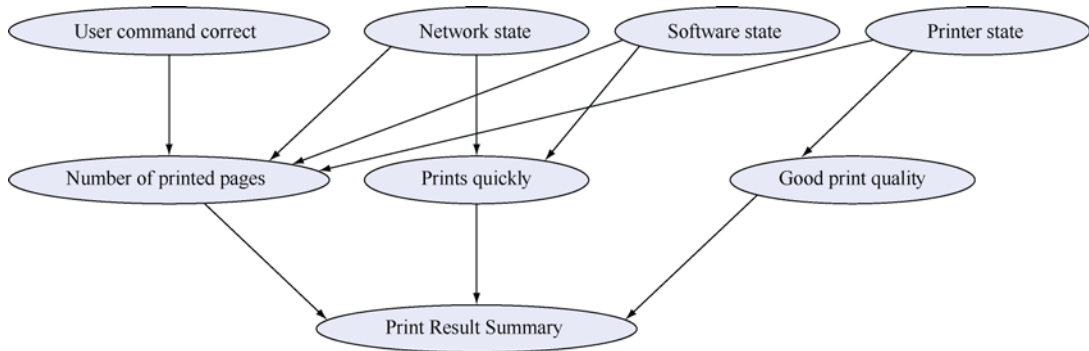 User command correct
Network state
Software state
Printer state
Number of printed pages
Prints quickly
Good print quality
Print Result Summary